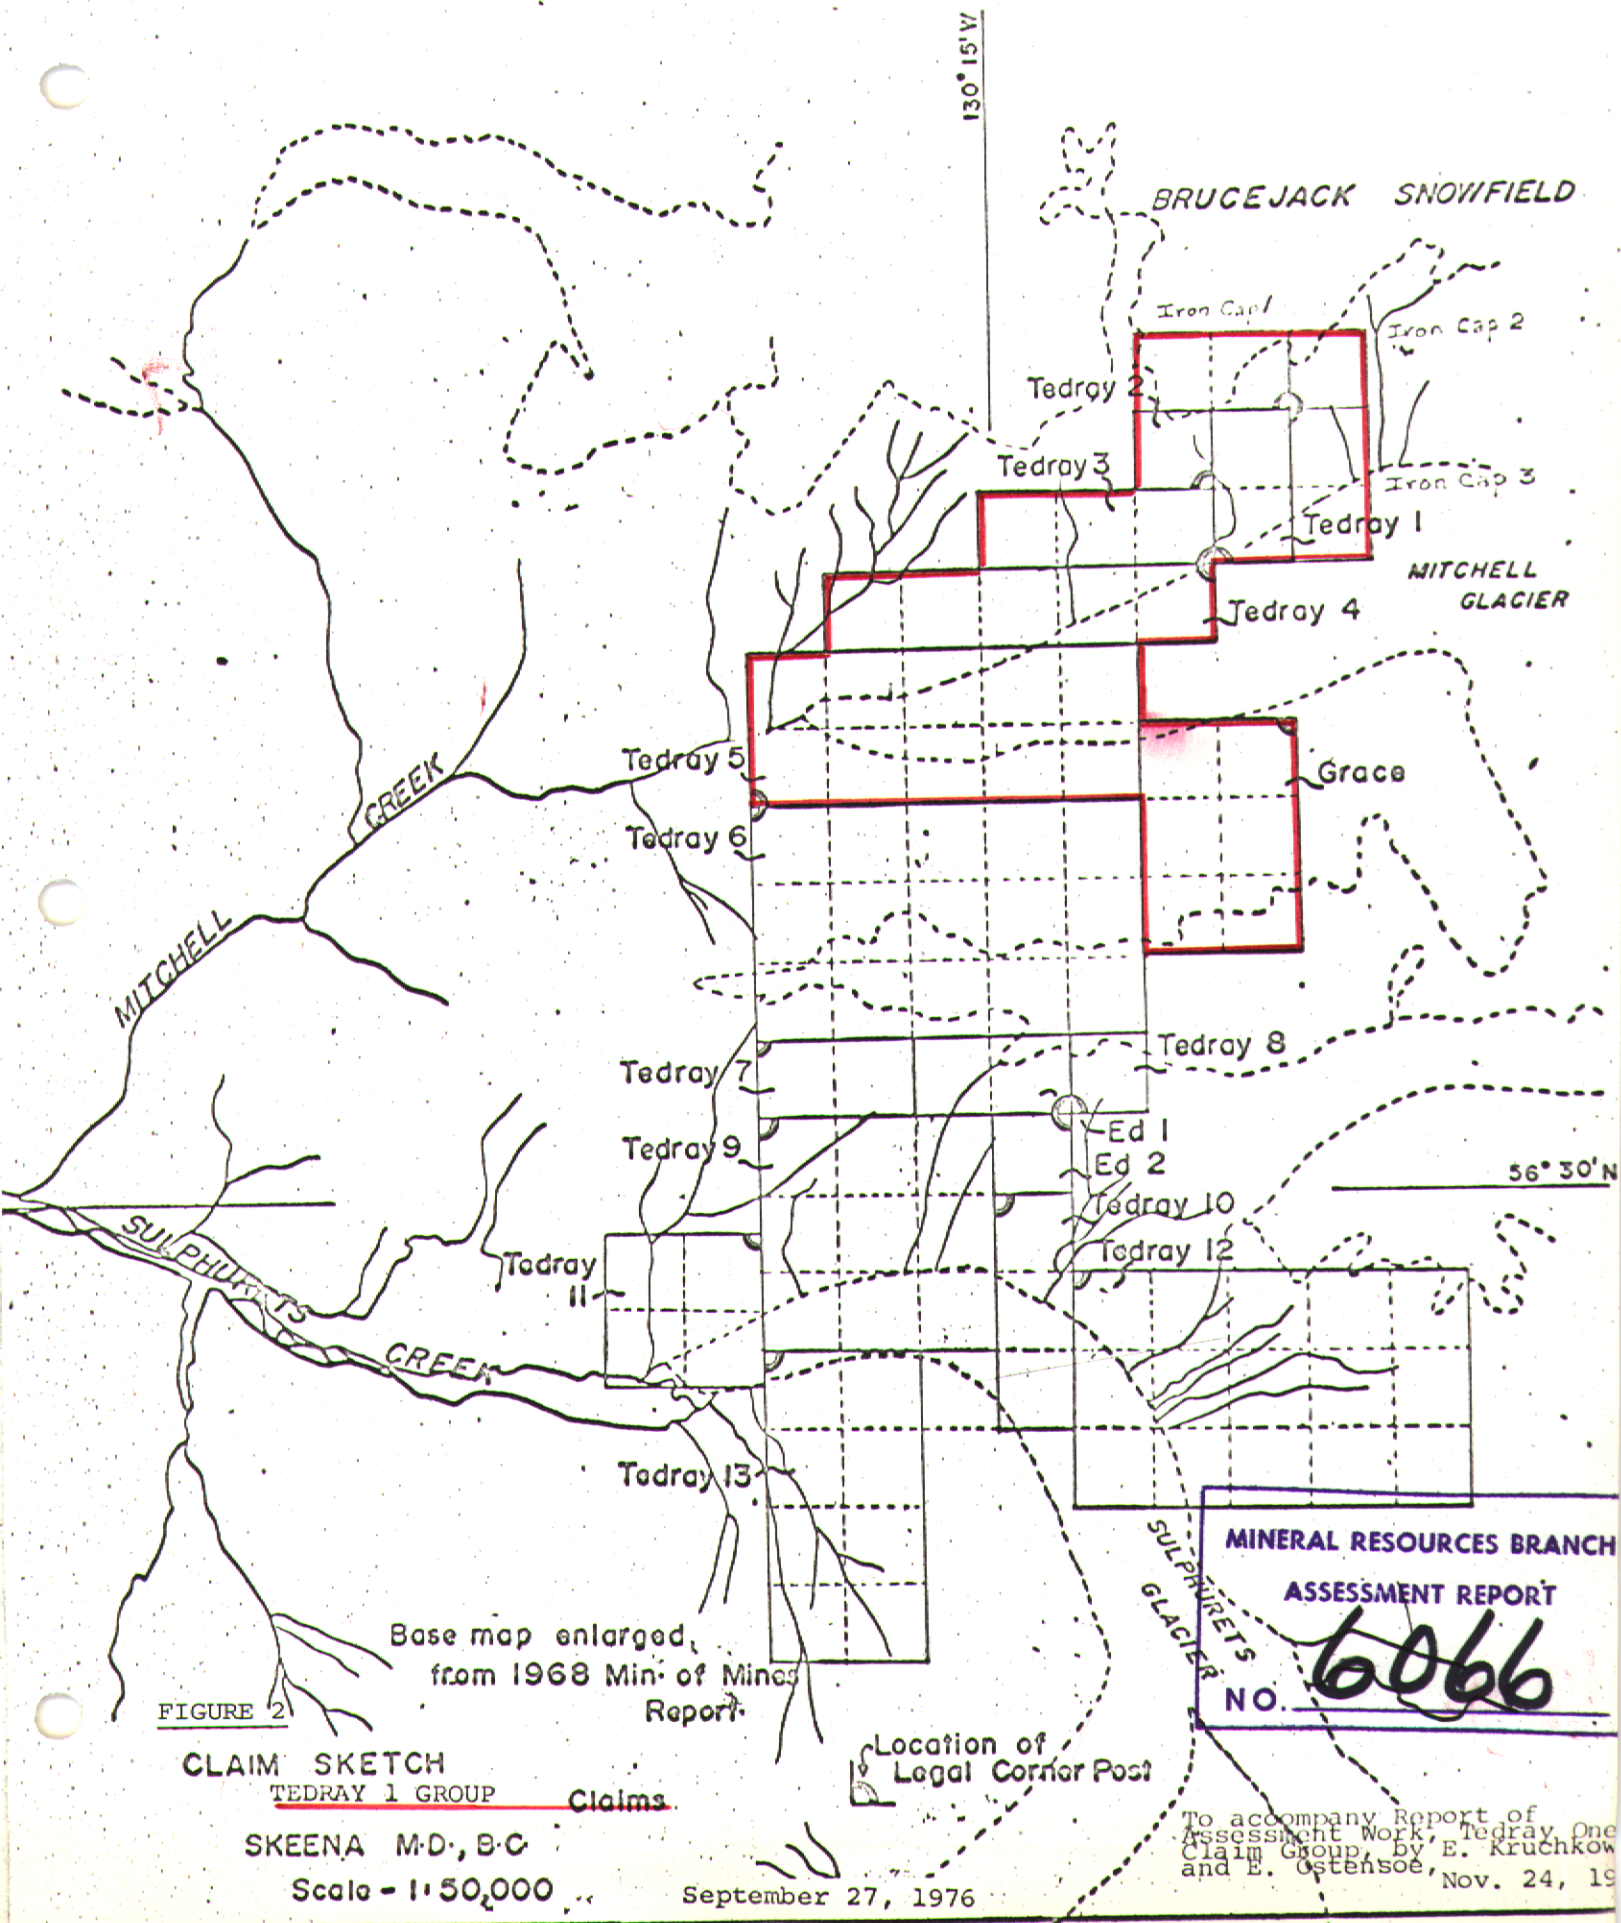 130° 15' W
BRUCEJACK SNOWFIELD
Iron Cap 1
Iron Cap 2
Tedray 2
Tedray 3
Iron Cap 3
Tedray 1
MITCHELL
GLACIER
Tedray 4
Tedray 5
Grace
CREEK
Tedray 6
MITCHELL
Tedray 8
Tedray 7
Ed 1
Tedray 9
Ed 2
56° 30' N
Tedray 10
SULPHURETS
Tedray 12
Tedray
11
CREEK
Tedray 13
SULPHURETS
GLACIER
MINERAL RESOURCES BRANCH
ASSESSMENT REPORT
NO. 6066
Base map enlarged
from 1968 Min. of Mines
Report.
FIGURE 2
CLAIM SKETCH
TEDRAY 1 GROUP Claims
SKEENA M.D., B.C.
Scale - 1:50,000
Location of
Legal Corner Post
September 27, 1976
To accompany Report of
Assessment Work, Tedray One
Claim Group, by E. Kruchkow
and E. Ostensoe,
Nov. 24, 19